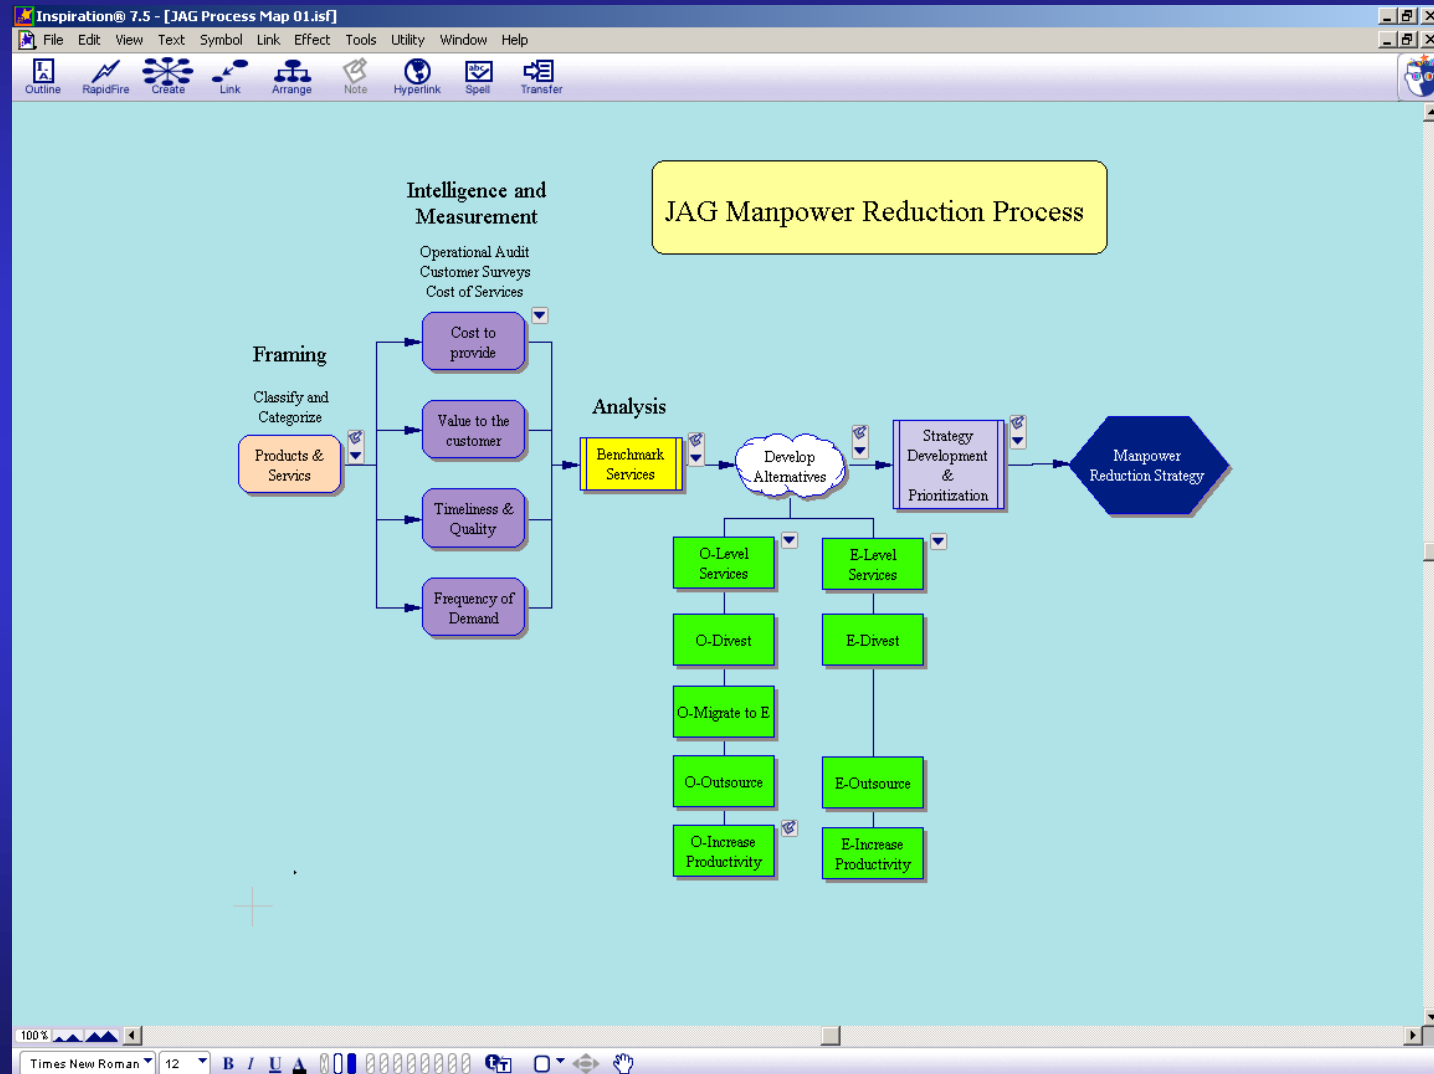 Inspiration® 7.5 - [JAG Process Map 01.isf]
File Edit View Text Symbol Link Effect Tools Utility Window Help
Outline RapidFire Create Link Arrange Note Hyperlink Spell Transfer
JAG Manpower Reduction Process
Intelligence and
Measurement
Operational Audit
Customer Surveys
Cost of Services
Framing
Classify and
Categorize
Products &
Servics
Cost to
provide
Value to the
customer
Timeliness &
Quality
Frequency of
Demand
Analysis
Benchmark
Services
Develop
Alternatives
Strategy
Development
&
Prioritization
Manpower
Reduction Strategy
O-Level
Services
O-Divest
O-Migrate to E
O-Outsource
O-Increase
Productivity
E-Level
Services
E-Divest
E-Outsource
E-Increase
Productivity
100%
Times New Roman 12 B I U A